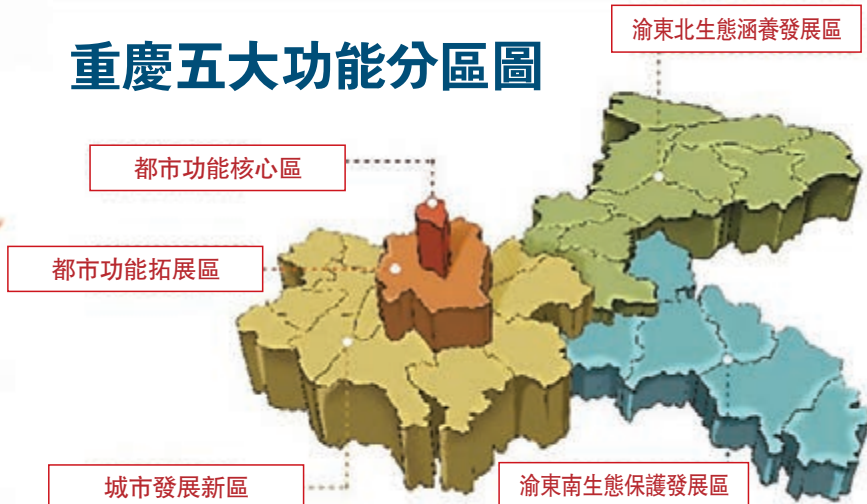 渝東北生態涵養發展區
重慶五大功能分區圖
都市功能核心區
都市功能拓展區
城市發展新區
渝東南生態保護發展區